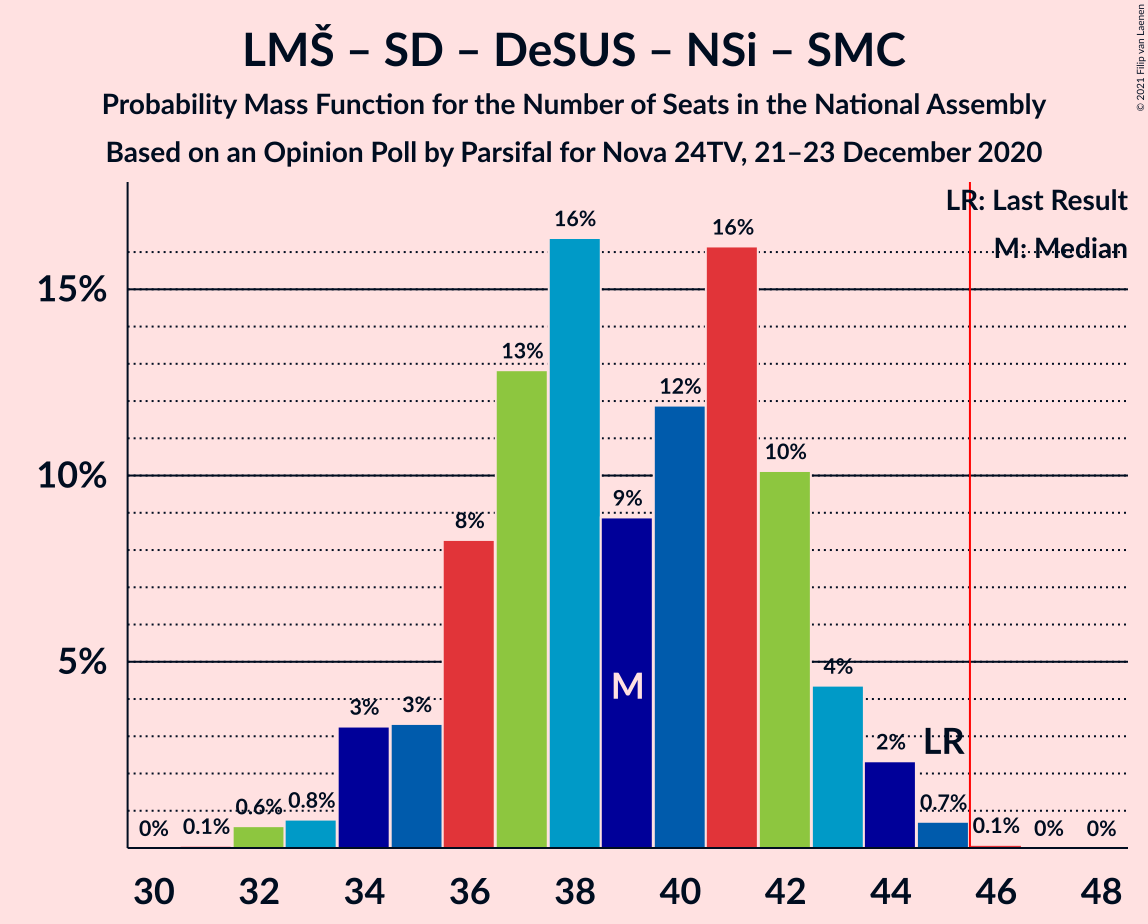 LMŠ – SD – DeSUS – NSi – SMC
Probability Mass Function for the Number of Seats in the National Assembly
Based on an Opinion Poll by Parsifal for Nova 24TV, 21–23 December 2020
© 2021 Filip van Laenen
LR: Last Result
M: Median
15%
10%
5%
0% 0.1% 0.6% 0.8% 3% 3% 8% 13% 16% 9% 12% 16% 10% 4% 2% 0.7% 0.1% 0% 0%
M
LR
30 32 34 36 38 40 42 44 46 48